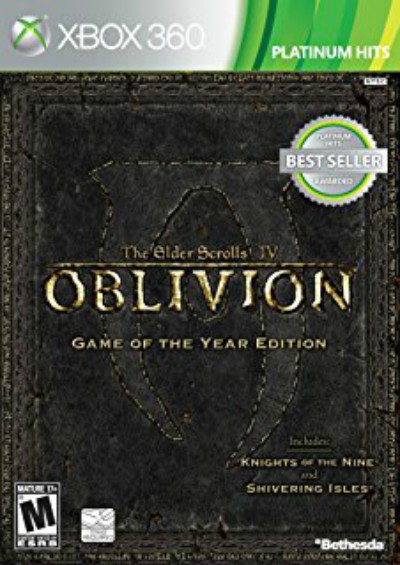 XBOX 360
PLATINUM HITS
PLATINUM
HITS
BEST SELLER
AWARDED
The Elder Scrolls IV
OBLIVION
GAME OF THE YEAR EDITION
Includes:
KNIGHTS OF THE NINE
and
SHIVERING ISLES
MATURE 17+
M
ESRB
Bethesda